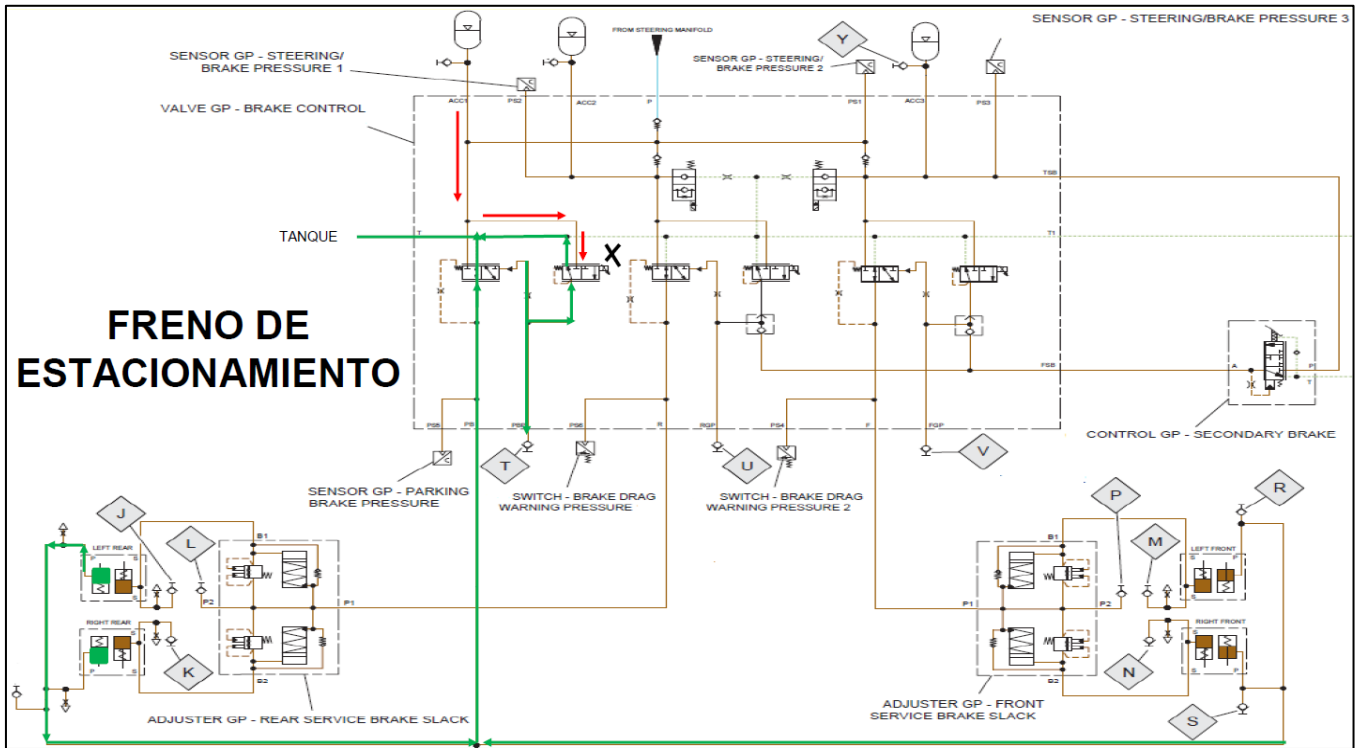 SENSOR GP - STEERING/BRAKE PRESSURE 3
FROM STEERING MANIFOLD
SENSOR GP - STEERING/
BRAKE PRESSURE 1
Y
SENSOR GP - STEERING/
BRAKE PRESSURE 2
VALVE GP - BRAKE CONTROL
ACC1
PS2
ACC2
P
PS1
ACC3
PS3
TSB
TANQUE
T
X
T1
FRENO DE
ESTACIONAMIENTO
FSB
A
P
T
CONTROL GP - SECONDARY BRAKE
PS5
PB
PS6
R
RGP
PS4
F
FGP
T
U
V
SENSOR GP - PARKING
BRAKE PRESSURE
SWITCH - BRAKE DRAG
WARNING PRESSURE
SWITCH - BRAKE DRAG
WARNING PRESSURE 2
J
L
P
M
R
LEFT REAR
P
S
S
B1
B1
LEFT FRONT
S
P
S
P2
P1
P1
P2
RIGHT REAR
P
S
K
B2
RIGHT FRONT
S
S
P
N
B2
S
ADJUSTER GP - REAR SERVICE BRAKE SLACK
ADJUSTER GP - FRONT
SERVICE BRAKE SLACK